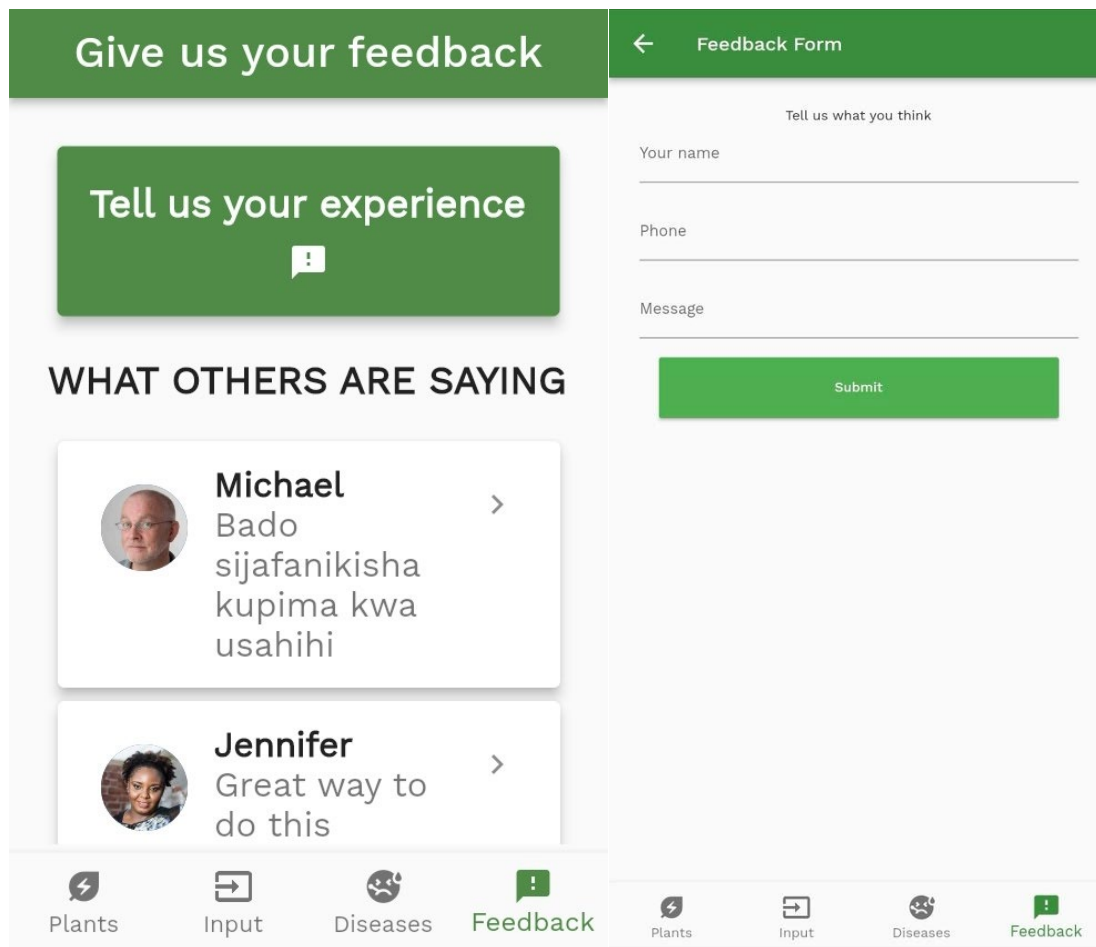 Give us your feedback
Tell us your experience
WHAT OTHERS ARE SAYING
Michael
Bado
sijafanikisha
kupima kwa
usahihi
Jennifer
Great way to
do this
Plants
Input
Diseases
Feedback
Feedback Form
Tell us what you think
Your name
Phone
Message
Submit
Plants
Input
Diseases
Feedback